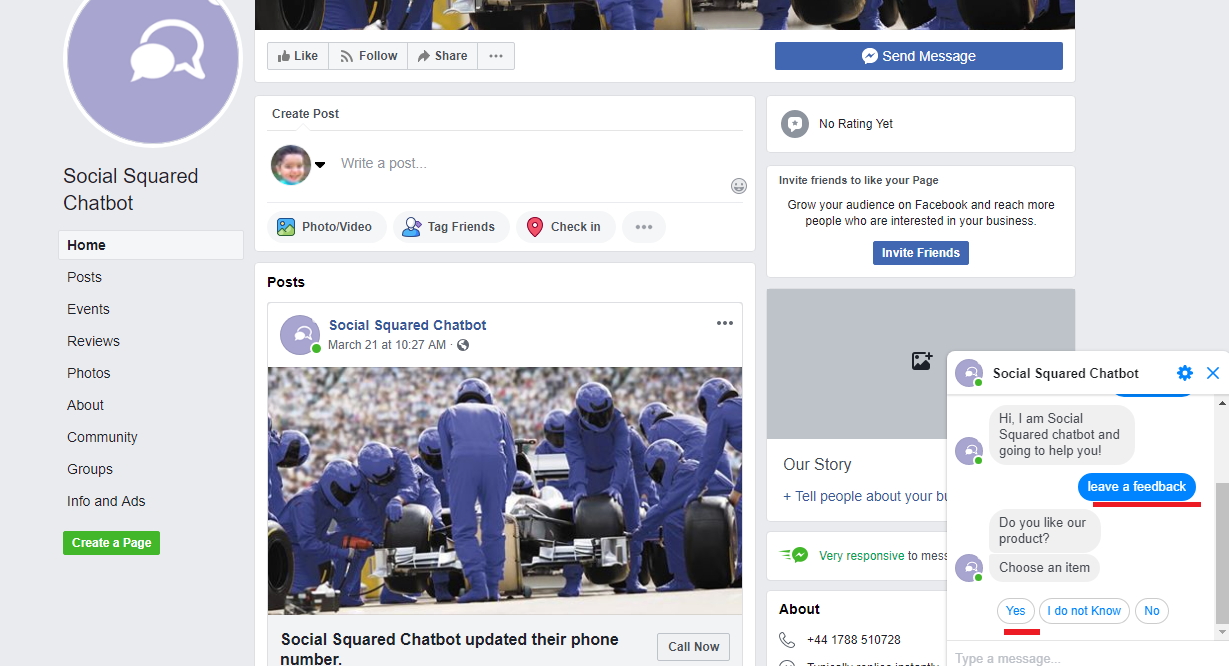 Like
Follow
Share
Send Message
Social Squared
Chatbot
Home
Posts
Events
Reviews
Photos
About
Community
Groups
Info and Ads
Create a Page
Create Post
Write a post...
Photo/Video
Tag Friends
Check in
Posts
Social Squared Chatbot
March 21 at 10:27 AM ·
Social Squared Chatbot updated their phone
number.
Call Now
No Rating Yet
Invite friends to like your Page
Grow your audience on Facebook and reach more
people who are interested in your business.
Invite Friends
Our Story
+ Tell people about your bu
Very responsive to mess
About
+44 1788 510728
Typically replies instantly
Social Squared Chatbot
Hi, I am Social
Squared chatbot and
going to help you!
leave a feedback
Do you like our
product?
Choose an item
Yes
I do not Know
No
Type a message...